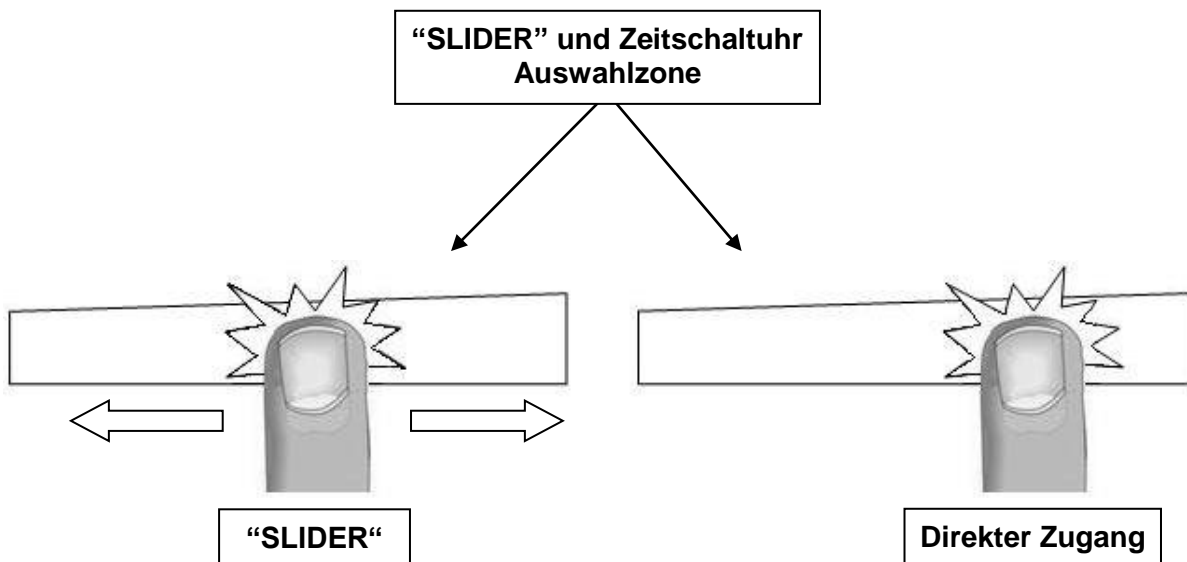 “SLIDER” und Zeitschaltuhr
Auswahlzone
“SLIDER“
Direkter Zugang